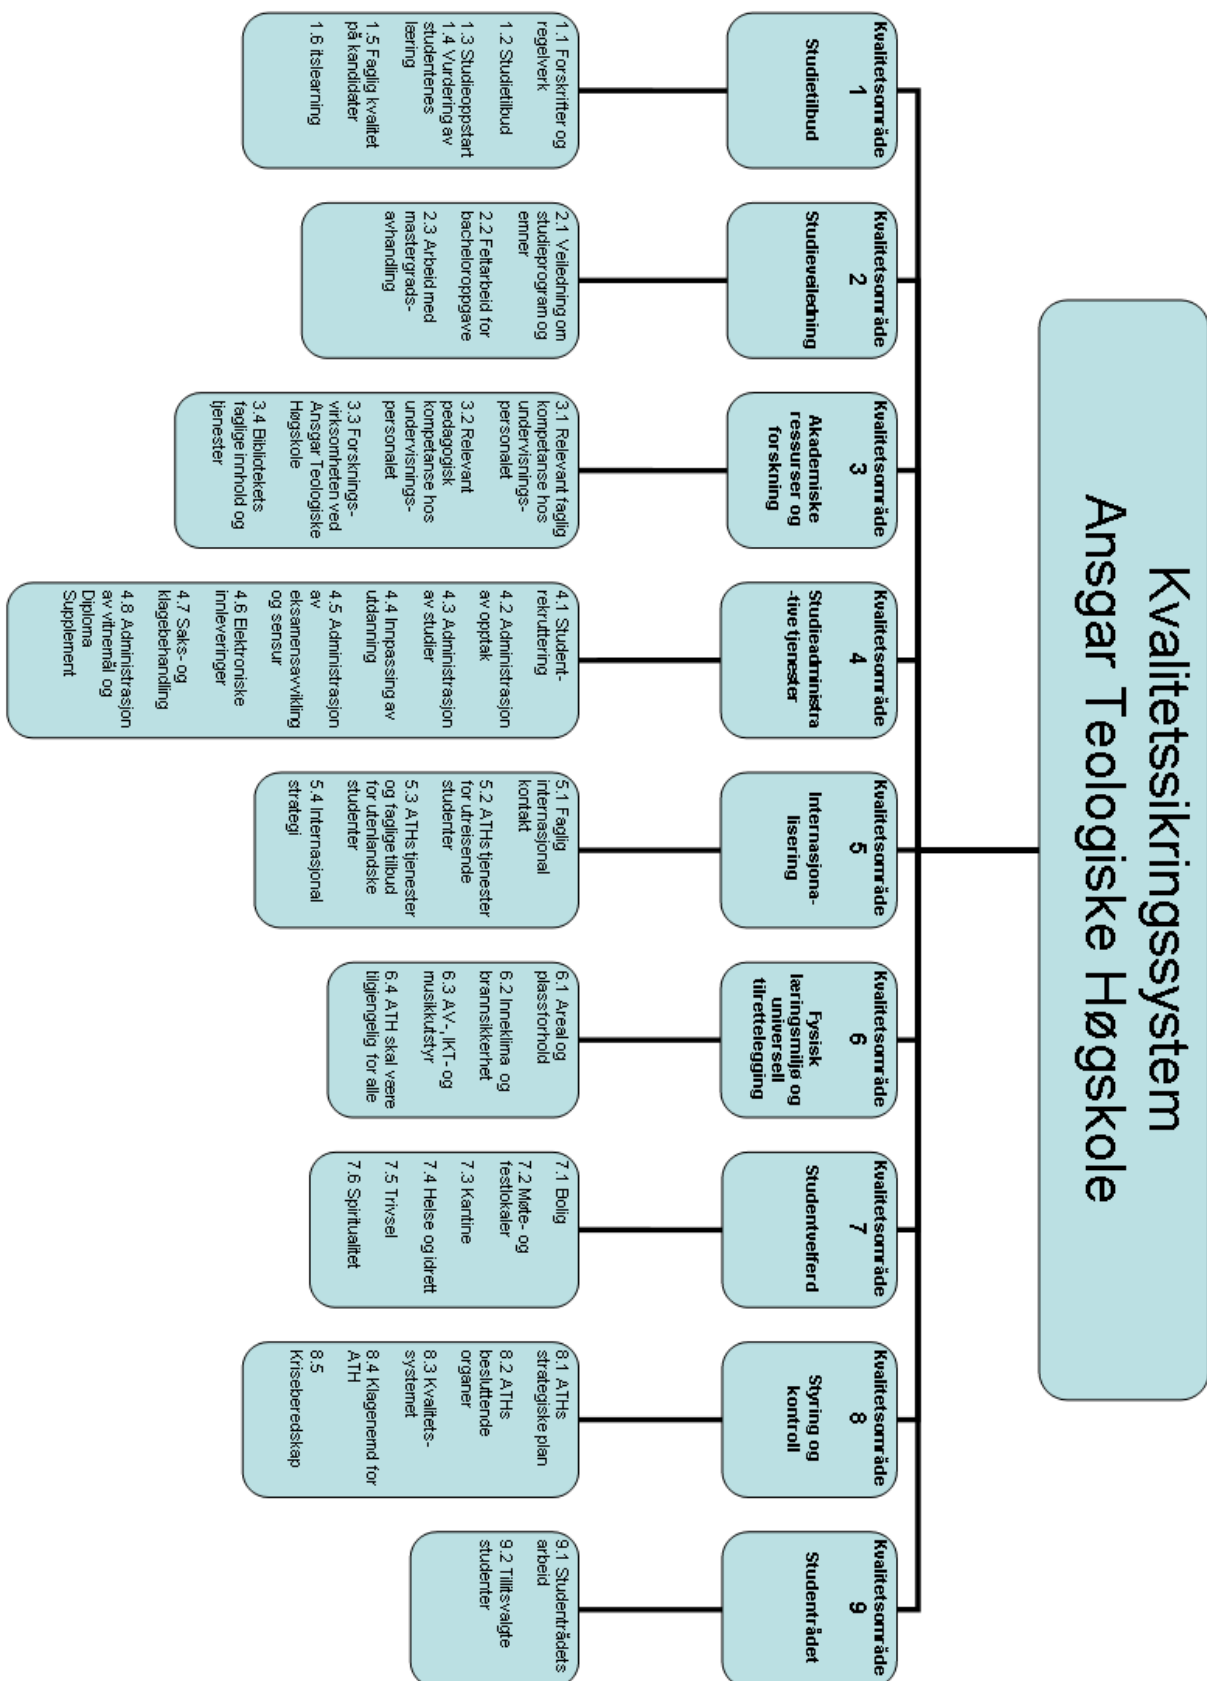 Kvalitetssikringssystem
Ansgar Teologiske Høgskole
Kvalitetsområde
1
Studietilbud
1.1 Forskrifter og
regelverk
1.2 Studietilbud
1.3 Studieoppstart
1.4 Vurdering av
studentenes
læring
1.5 Faglig kvalitet
på kandidater
1.6 itslearning
Kvalitetsområde
2
Studieveiledning
2.1 Veiledning om
studieprogram og
emner
2.2 Feltarbeid for
bacheloroppgave
2.3 Arbeid med
mastergrads-
avhandling
Kvalitetsområde
3
Akademiske
ressurser og
forskning
3.1 Relevant faglig
kompetanse hos
undervisnings-
personalet
3.2 Relevant
pedagogisk
kompetanse hos
undervisnings-
personalet
3.3 Forsknings-
virksomheten ved
Ansgar Teologiske
Høgskole
3.4 Bibliotekets
faglige innhold og
tjenester
Kvalitetsområde
4
Studieadministra
-tive tjenester
4.1 Student-
rekruttering
4.2 Administrasjon
av opptak
4.3 Administrasjon
av studier
4.4 Innpassing av
utdanning
4.5 Administrasjon
av
eksamensavvikling
og sensur
4.6 Elektroniske
innleveringer
4.7 Saks- og
klagebehandling
4.8 Administrasjon
av vitnemål og
Diploma
Supplement
Kvalitetsområde
5
Internasjona-
lisering
5.1 Faglig
internasjonal
kontakt
5.2 ATHs tjenester
for utreisende
studenter
5.3 ATHs tjenester
og faglige tilbud
for utenlandske
studenter
5.4 Internasjonal
strategi
Kvalitetsområde
6
Fysisk
læringsmiljø og
universell
tilrettelegging
6.1 Areal og
plassforhold
6.2 Inneklima og
brannsikkerhet
6.3 AV-, IKT- og
musikkutstyr
6.4 ATH skal være
tilgjengelig for alle
Kvalitetsområde
7
Studentvelferd
7.1 Bolig
7.2 Møte- og
festlokaler
7.3 Kantine
7.4 Helse og idrett
7.5 Trivsel
7.6 Spiritualitet
Kvalitetsområde
8
Styring og
kontroll
8.1 ATHs
strategiske plan
8.2 ATHs
besluttende
organer
8.3 Kvalitets-
systemet
8.4 Klagenemd for
ATH
8.5
Kriseberedskap
Kvalitetsområde
9
Studentrådet
9.1 Studentrådets
arbeid
9.2 Tillitsvalgte
studenter